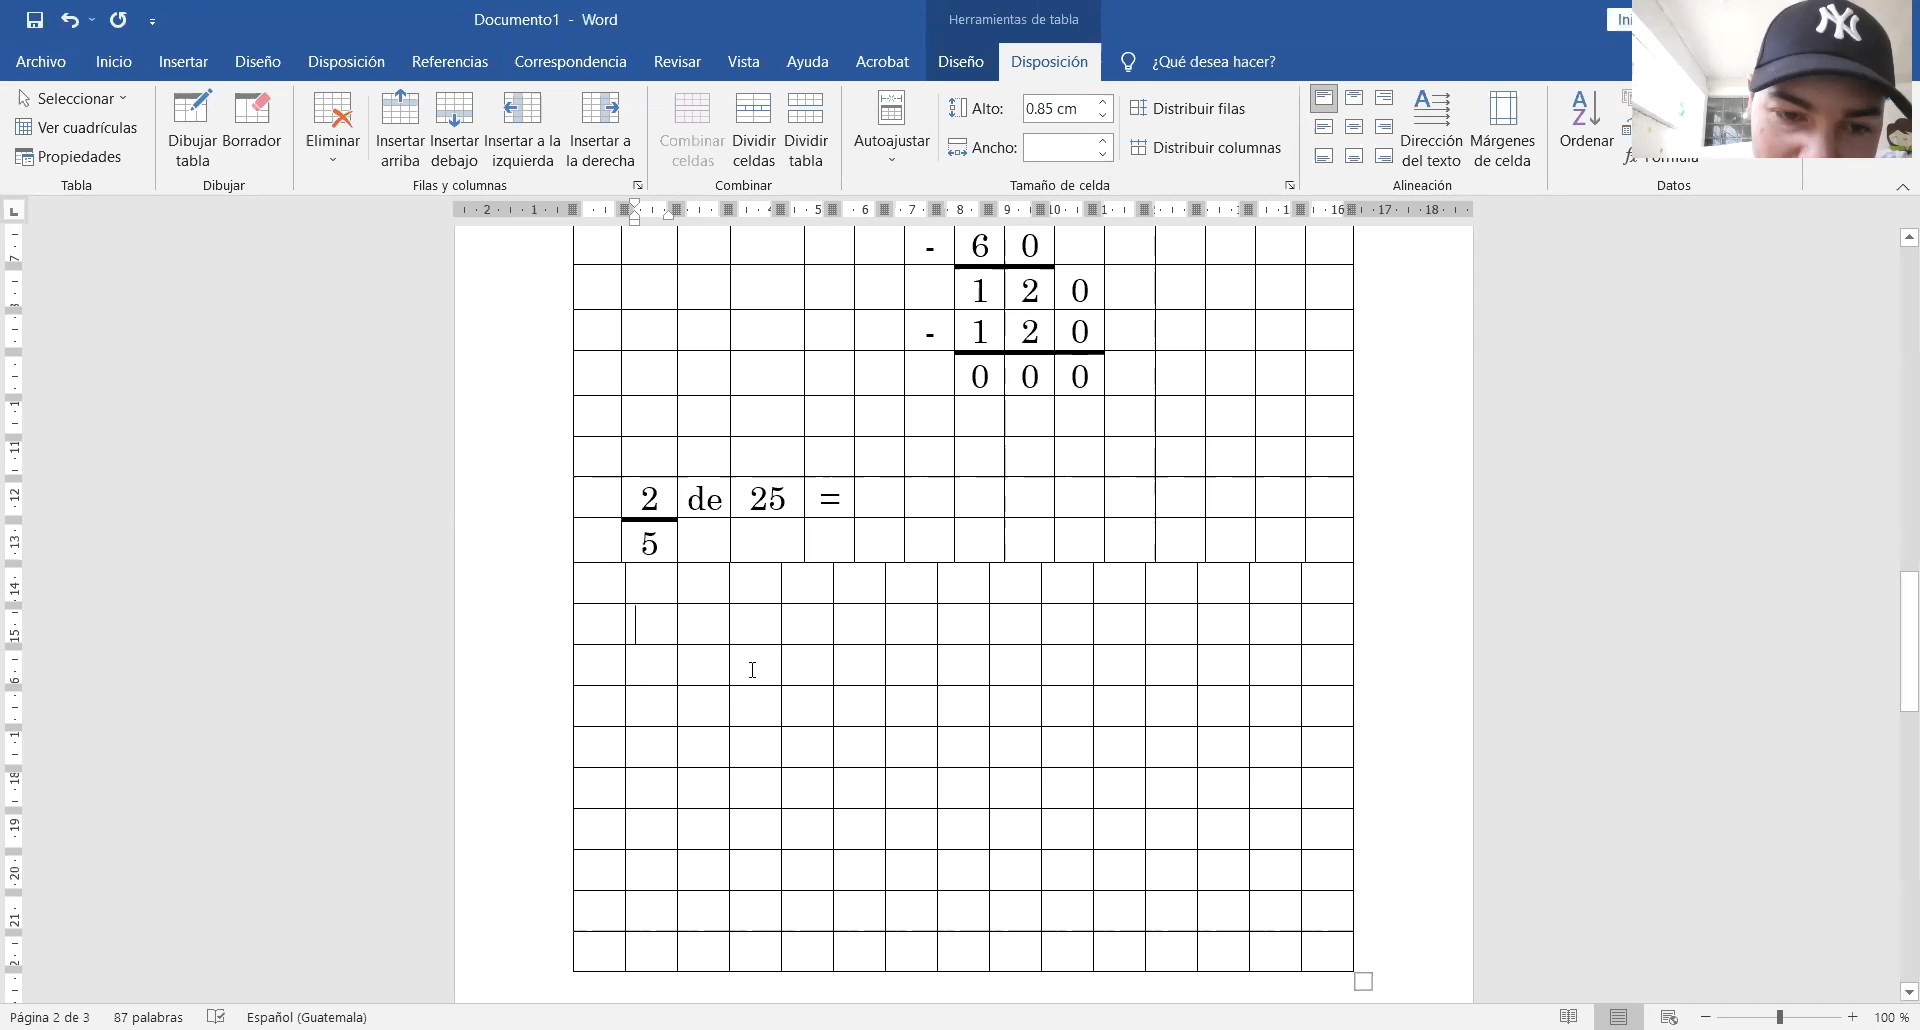 Documento1 - Word
Herramientas de tabla
Ini
NY
Archivo Inicio Insertar Diseño Disposición Referencias Correspondencia Revisar Vista Ayuda Acrobat Diseño Disposición ¿Qué desea hacer?
Seleccionar
Ver cuadrículas
Propiedades
Tabla
Dibujar tabla
Borrador
Dibujar
Eliminar
Insertar arriba
Insertar debajo
Insertar a la izquierda
Insertar a la derecha
Filas y columnas
Combinar celdas
Dividir celdas
Dividir tabla
Combinar
Autoajustar
Alto: 0.85 cm
Ancho:
Distribuir filas
Distribuir columnas
Tamaño de celda
Dirección del texto
Márgenes de celda
Alineación
Ordenar
fx Fórmula
Datos
- 6 0
1 2 0
- 1 2 0
0 0 0
2 de 25 =
5
Página 2 de 3 87 palabras Español (Guatemala) 100 %